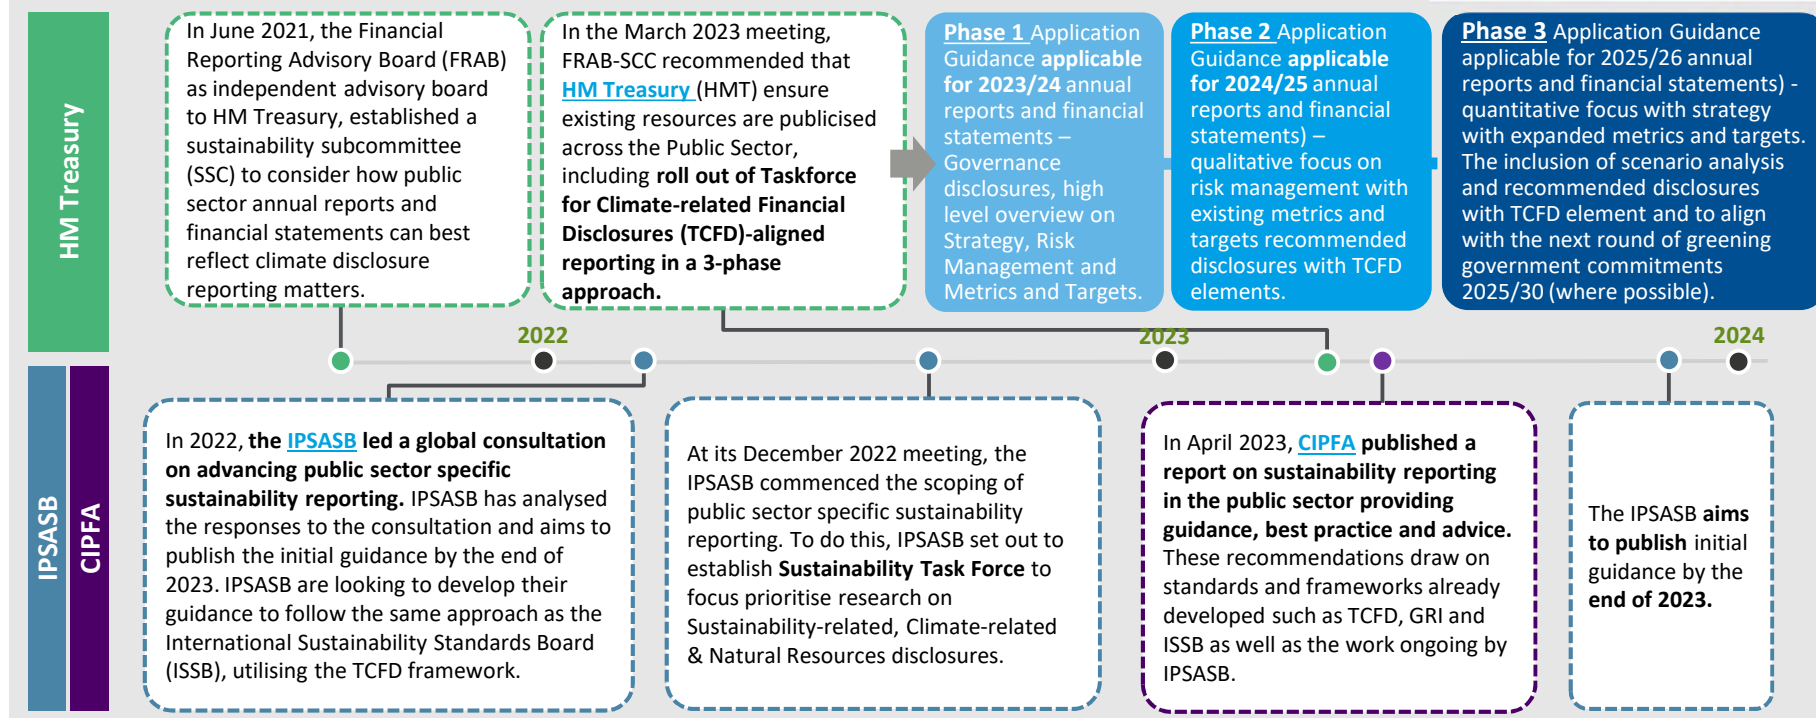 HM Treasury
In June 2021, the Financial
Reporting Advisory Board (FRAB)
as independent advisory board
to HM Treasury, established a
sustainability subcommittee
(SSC) to consider how public
sector annual reports and
financial statements can best
reflect climate disclosure
reporting matters.
In the March 2023 meeting,
FRAB-SCC recommended that
HM Treasury (HMT) ensure
existing resources are publicised
across the Public Sector,
including roll out of Taskforce
for Climate-related Financial
Disclosures (TCFD)-aligned
reporting in a 3-phase
approach.
Phase 1 Application
Guidance applicable
for 2023/24 annual
reports and financial
statements –
Governance
disclosures, high
level overview on
Strategy, Risk
Management and
Metrics and Targets.
Phase 2 Application
Guidance applicable
for 2024/25 annual
reports and financial
statements) –
qualitative focus on
risk management with
existing metrics and
targets recommended
disclosures with TCFD
elements.
Phase 3 Application Guidance
applicable for 2025/26 annual
reports and financial statements) -
quantitative focus with strategy
with expanded metrics and targets.
The inclusion of scenario analysis
and recommended disclosures
with TCFD element and to align
with the next round of greening
government commitments
2025/30 (where possible).
2022
2023
2024
IPSASB
CIPFA
In 2022, the IPSASB led a global consultation
on advancing public sector specific
sustainability reporting. IPSASB has analysed
the responses to the consultation and aims to
publish the initial guidance by the end of
2023. IPSASB are looking to develop their
guidance to follow the same approach as the
International Sustainability Standards Board
(ISSB), utilising the TCFD framework.
At its December 2022 meeting, the
IPSASB commenced the scoping of
public sector specific sustainability
reporting. To do this, IPSASB set out to
establish Sustainability Task Force to
focus prioritise research on
Sustainability-related, Climate-related
& Natural Resources disclosures.
In April 2023, CIPFA published a
report on sustainability reporting
in the public sector providing
guidance, best practice and advice.
These recommendations draw on
standards and frameworks already
developed such as TCFD, GRI and
ISSB as well as the work ongoing by
IPSASB.
The IPSASB aims
to publish initial
guidance by the
end of 2023.